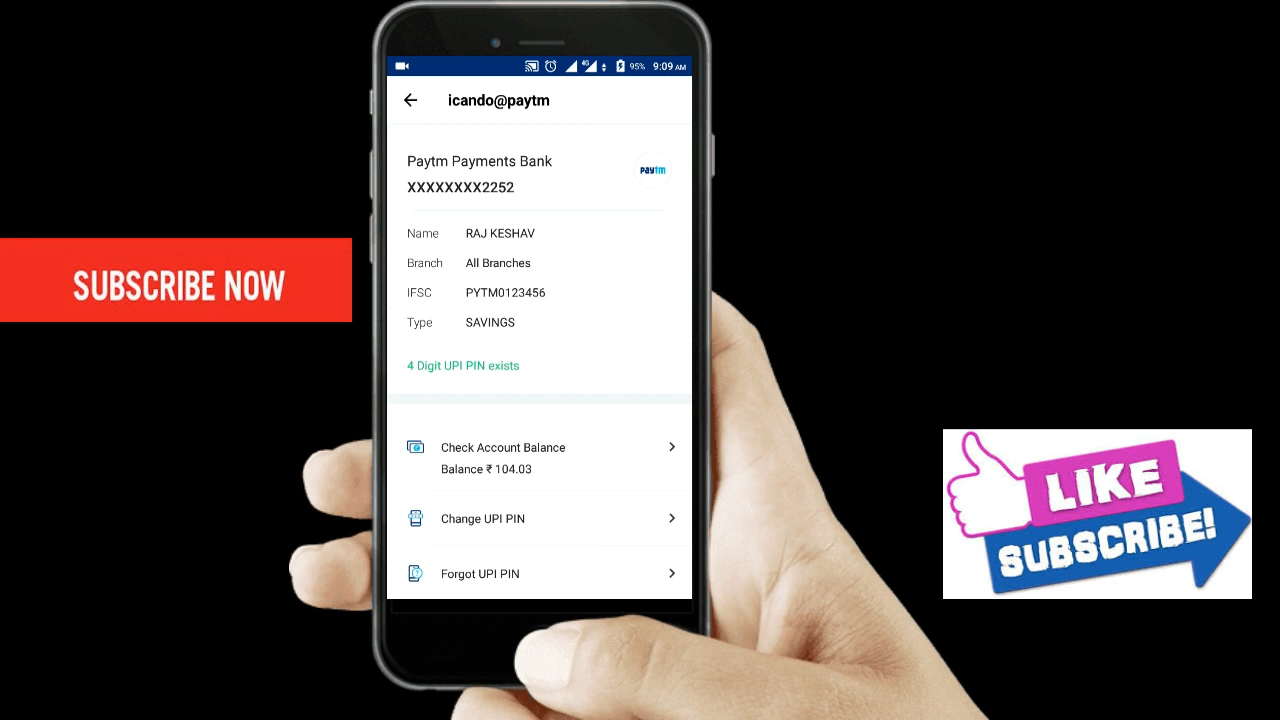 4G 95% 9:09 AM
icando@paytm
Paytm Payments Bank
paytm
XXXXXXXX2252
Name RAJ KESHAV
Branch All Branches
IFSC PYTM0123456
Type SAVINGS
4 Digit UPI PIN exists
Check Account Balance
Balance ₹ 104.03
Change UPI PIN
Forgot UPI PIN
SUBSCRIBE NOW
LIKE
SUBSCRIBE!